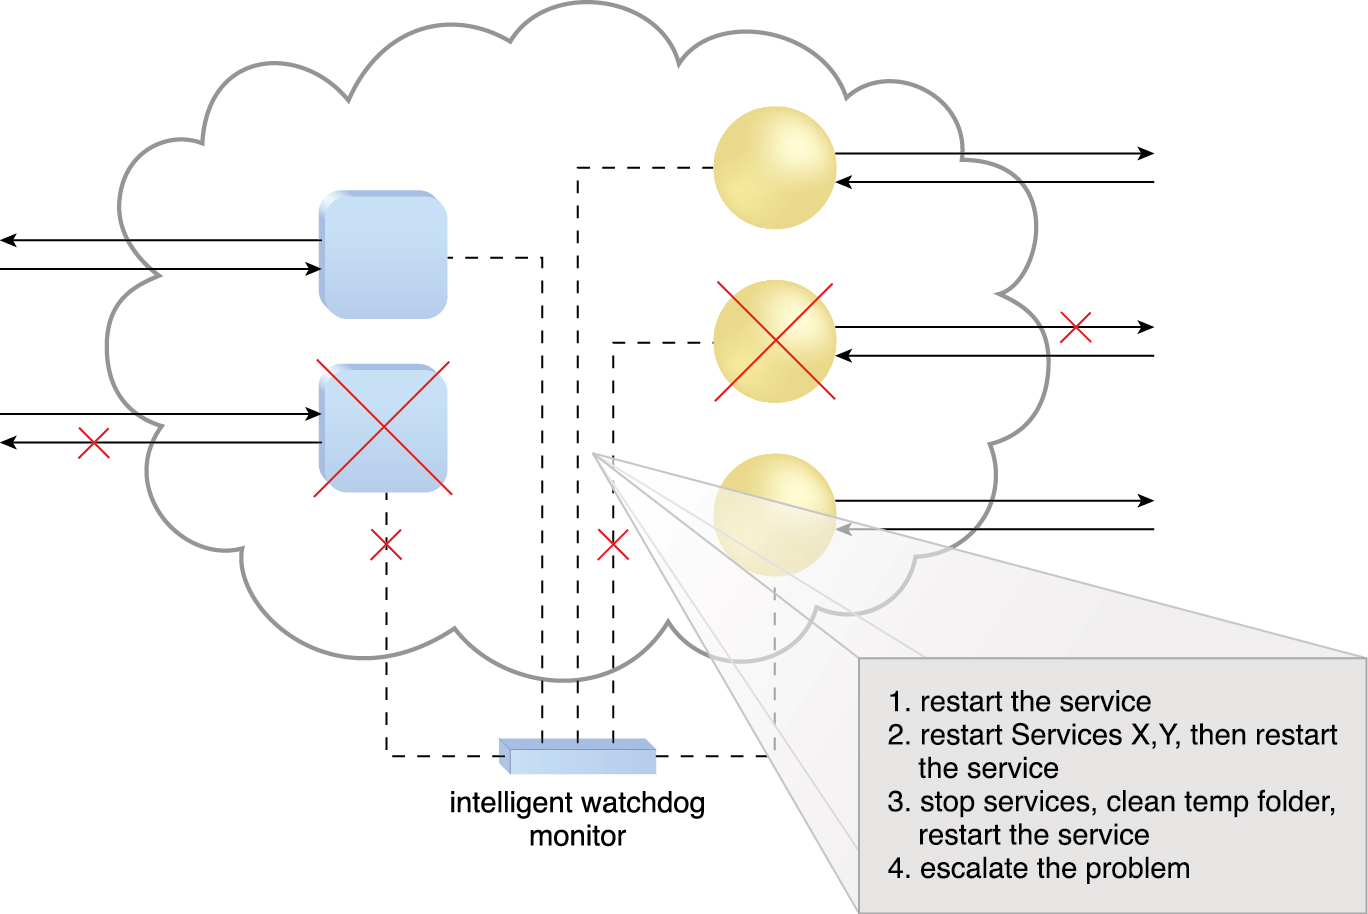 intelligent watchdog
monitor
1. restart the service
2. restart Services X,Y, then restart
the service
3. stop services, clean temp folder,
restart the service
4. escalate the problem